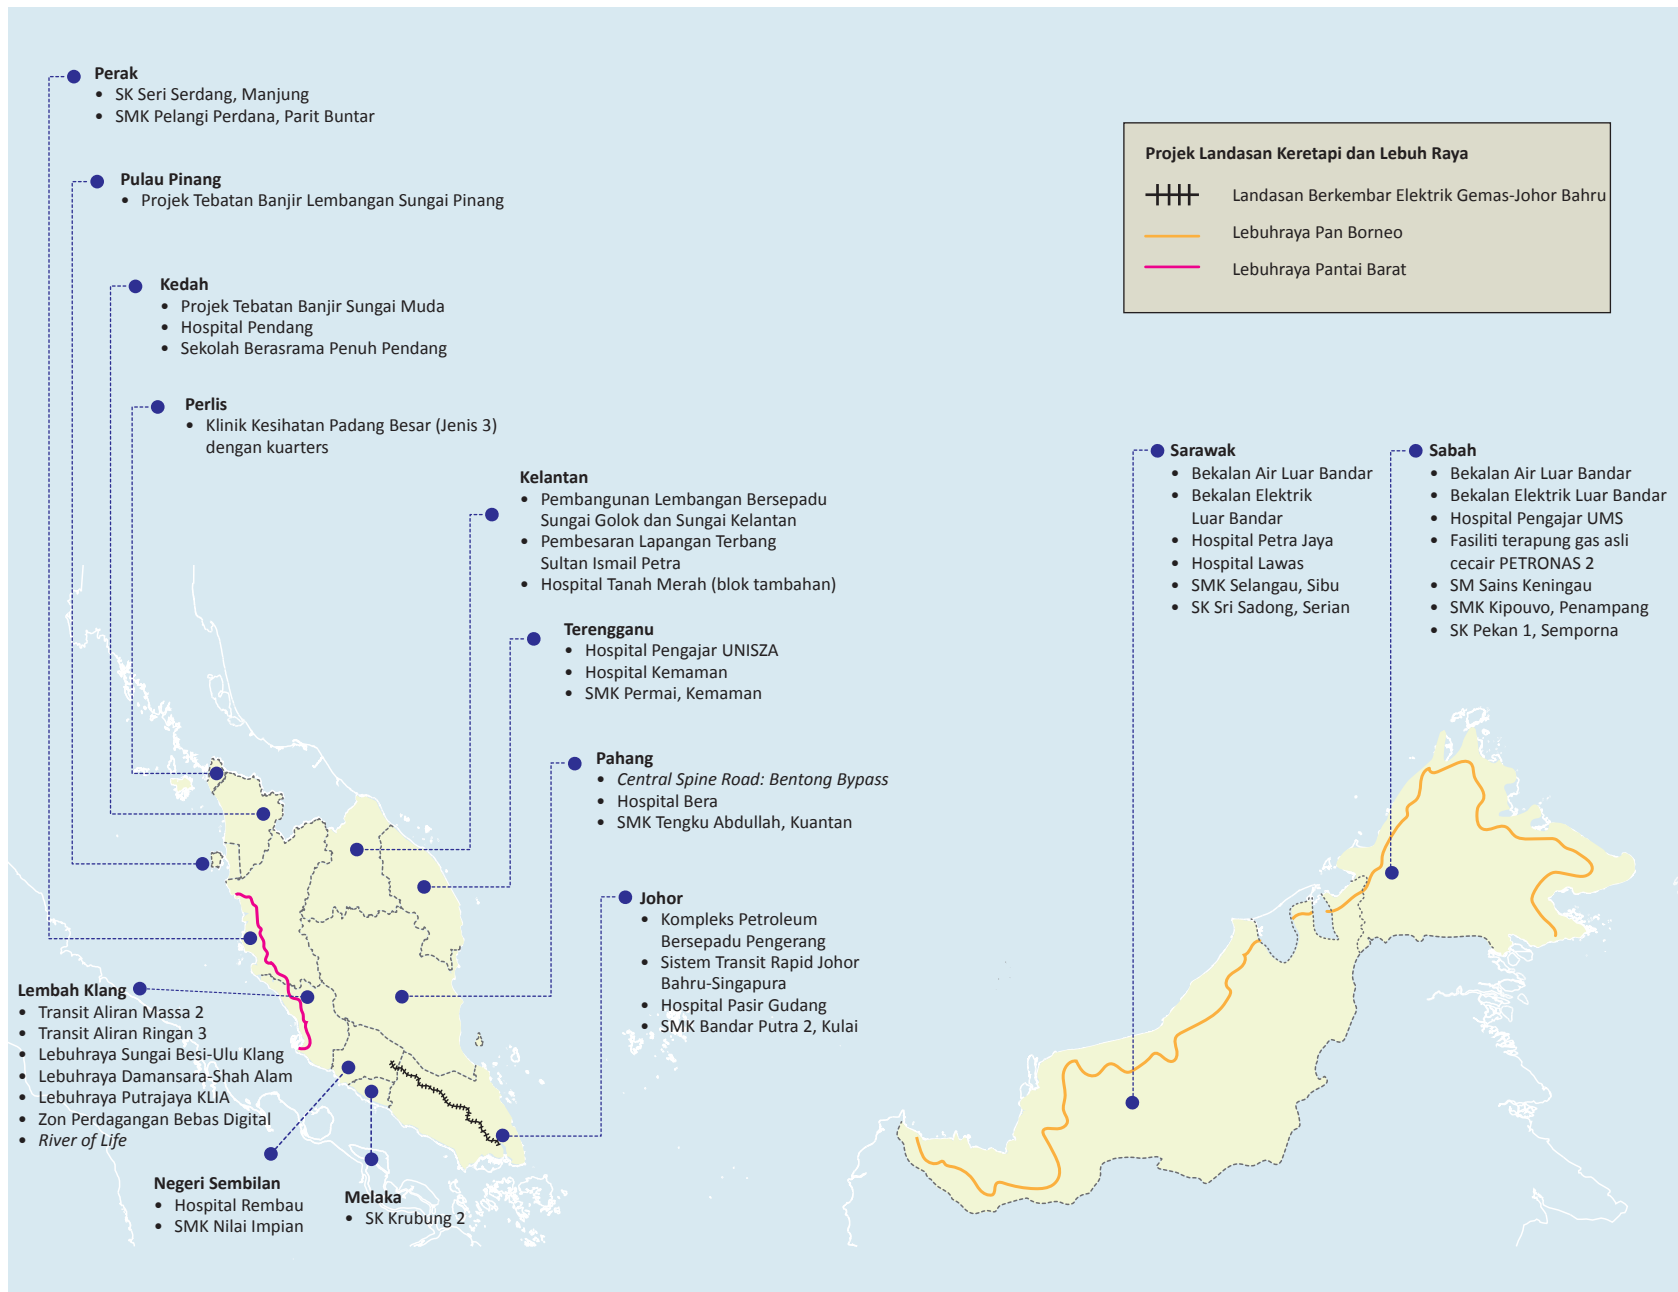 Perak
• SK Seri Serdang, Manjung
• SMK Pelangi Perdana, Parit Buntar
Pulau Pinang
• Projek Tebatan Banjir Lembangan Sungai Pinang
Kedah
• Projek Tebatan Banjir Sungai Muda
• Hospital Pendang
• Sekolah Berasrama Penuh Pendang
Perlis
• Klinik Kesihatan Padang Besar (Jenis 3)
dengan kuarters
Kelantan
• Pembangunan Lembangan Bersepadu
Sungai Golok dan Sungai Kelantan
• Pembesaran Lapangan Terbang
Sultan Ismail Petra
• Hospital Tanah Merah (blok tambahan)
Terengganu
• Hospital Pengajar UNISZA
• Hospital Kemaman
• SMK Permai, Kemaman
Pahang
• Central Spine Road: Bentong Bypass
• Hospital Bera
• SMK Tengku Abdullah, Kuantan
Johor
• Kompleks Petroleum
Bersepadu Pengerang
• Sistem Transit Rapid Johor
Bahru-Singapura
• Hospital Pasir Gudang
• SMK Bandar Putra 2, Kulai
Lembah Klang
• Transit Aliran Massa 2
• Transit Aliran Ringan 3
• Lebuhraya Sungai Besi-Ulu Klang
• Lebuhraya Damansara-Shah Alam
• Lebuhraya Putrajaya KLIA
• Zon Perdagangan Bebas Digital
• River of Life
Negeri Sembilan
• Hospital Rembau
• SMK Nilai Impian
Melaka
• SK Krubung 2
Projek Landasan Keretapi dan Lebuh Raya
Landasan Berkembar Elektrik Gemas-Johor Bahru
Lebuhraya Pan Borneo
Lebuhraya Pantai Barat
Sarawak
• Bekalan Air Luar Bandar
• Bekalan Elektrik
Luar Bandar
• Hospital Petra Jaya
• Hospital Lawas
• SMK Selangau, Sibu
• SK Sri Sadong, Serian
Sabah
• Bekalan Air Luar Bandar
• Bekalan Elektrik Luar Bandar
• Hospital Pengajar UMS
• Fasiliti terapung gas asli
cecair PETRONAS 2
• SM Sains Keningau
• SMK Kipouvo, Penampang
• SK Pekan 1, Semporna